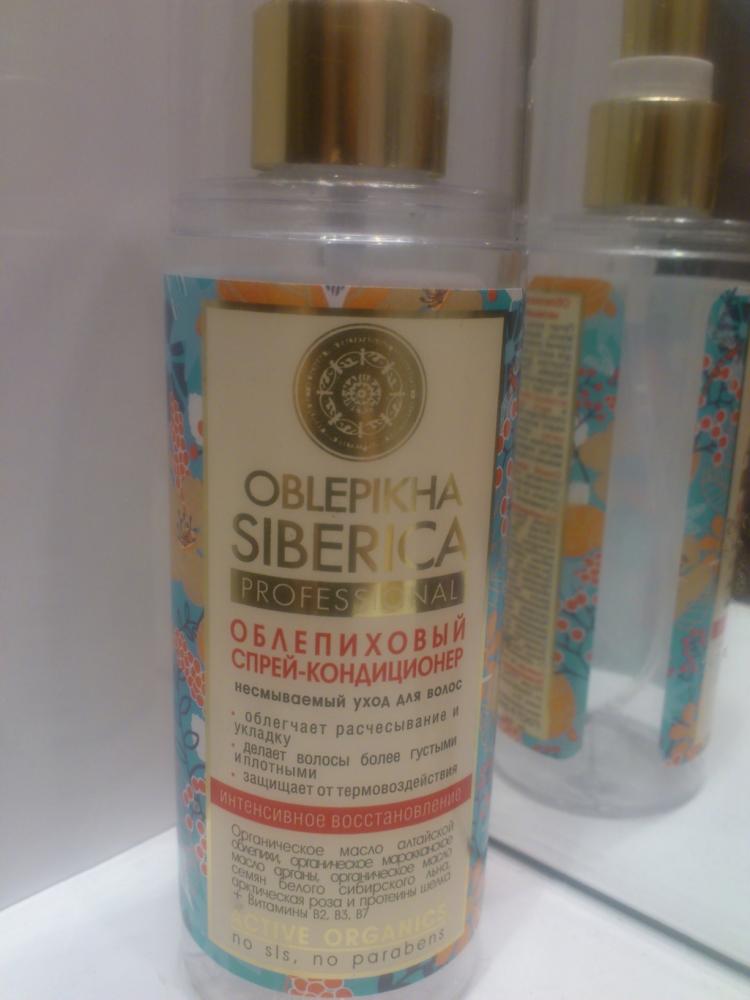 OBLEPIKHA
SIBERICA
PROFESSIONAL
ОБЛЕПИХОВЫЙ
СПРЕЙ-КОНДИЦИОНЕР
несмываемый уход для волос
• облегчает расчесывание и
укладку
• делает волосы более густыми
и плотными
• защищает от термовоздействия
интенсивное восстановление
Органическое масло алтайской
облепихи, органическое марокканское
масло арганы, органическое масло
семян белого сибирского льна,
арктическая роза и протеины шелка
+ Витамины B2, B3, B7
ACTIVE ORGANICS
no sls, no parabens